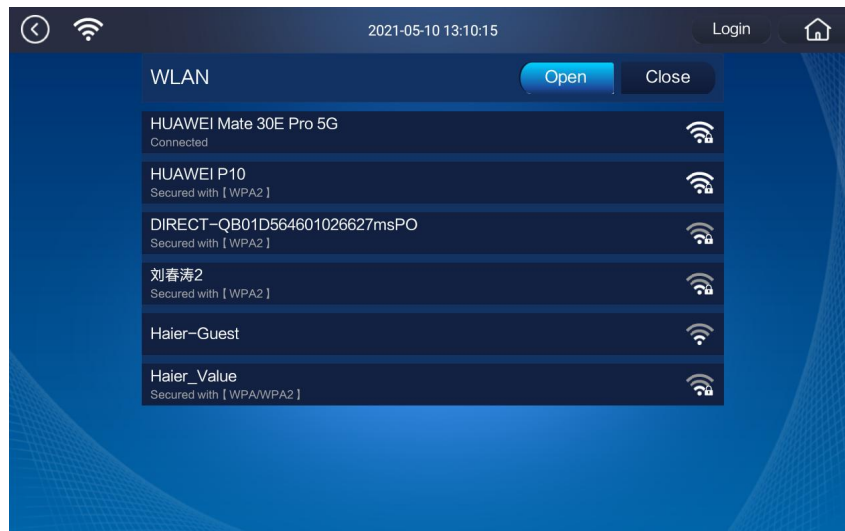 2021-05-10 13:10:15 Login
WLAN Open Close
HUAWEI Mate 30E Pro 5G
Connected
HUAWEI P10
Secured with【WPA2】
DIRECT-QB01D564601026627msPO
Secured with【WPA2】
刘春涛2
Secured with【WPA2】
Haier-Guest
Haier_Value
Secured with【WPA/WPA2】